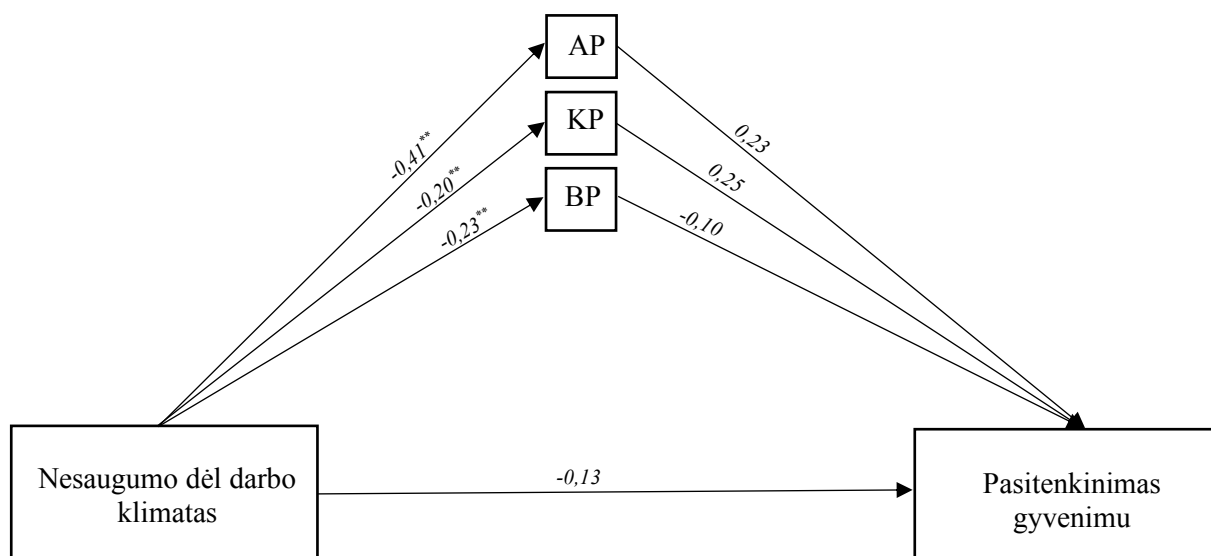 AP
KP
BP
-0,41**
-0,20**
-0,23**
0,23
0,25
-0,10
Nesaugumo dėl darbo
klimatas
-0,13
Pasitenkinimas
gyvenimu